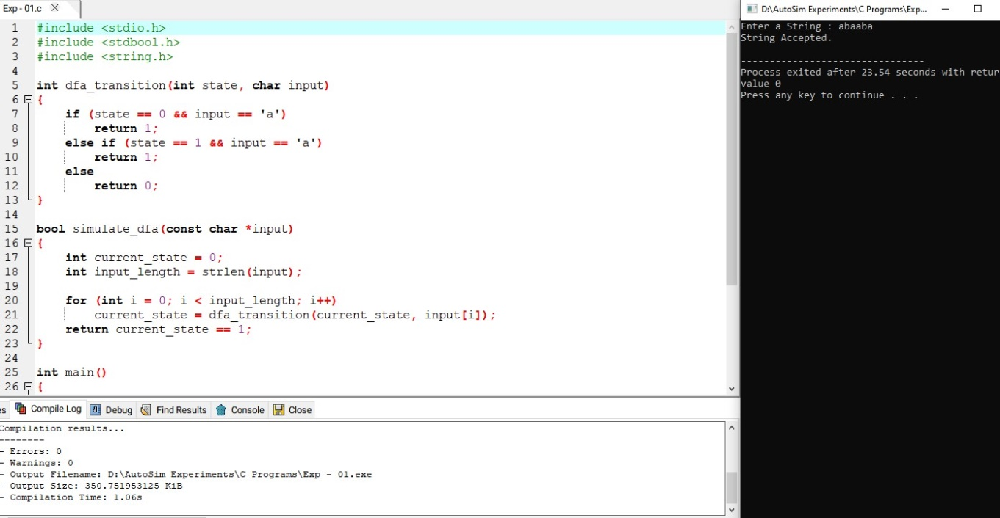 Exp - 01.c
1 #include <stdio.h>
2 #include <stdbool.h>
3 #include <string.h>
4
5 int dfa_transition(int state, char input)
6 {
7 if (state == 0 && input == 'a')
8 return 1;
9 else if (state == 1 && input == 'a')
10 return 1;
11 else
12 return 0;
13 }
14
15 bool simulate_dfa(const char *input)
16 {
17 int current_state = 0;
18 int input_length = strlen(input);
19
20 for (int i = 0; i < input_length; i++)
21 current_state = dfa_transition(current_state, input[i]);
22 return current_state == 1;
23 }
24
25 int main()
26 {
es Compile Log Debug Find Results Console Close
Compilation results...
--------
- Errors: 0
- Warnings: 0
- Output Filename: D:\AutoSim Experiments\C Programs\Exp - 01.exe
- Output Size: 350.751953125 KiB
- Compilation Time: 1.06s
D:\AutoSim Experiments\C Programs\Exp...
Enter a String : abaaba
String Accepted.
--------------------------------
Process exited after 23.54 seconds with retur
value 0
Press any key to continue . . .